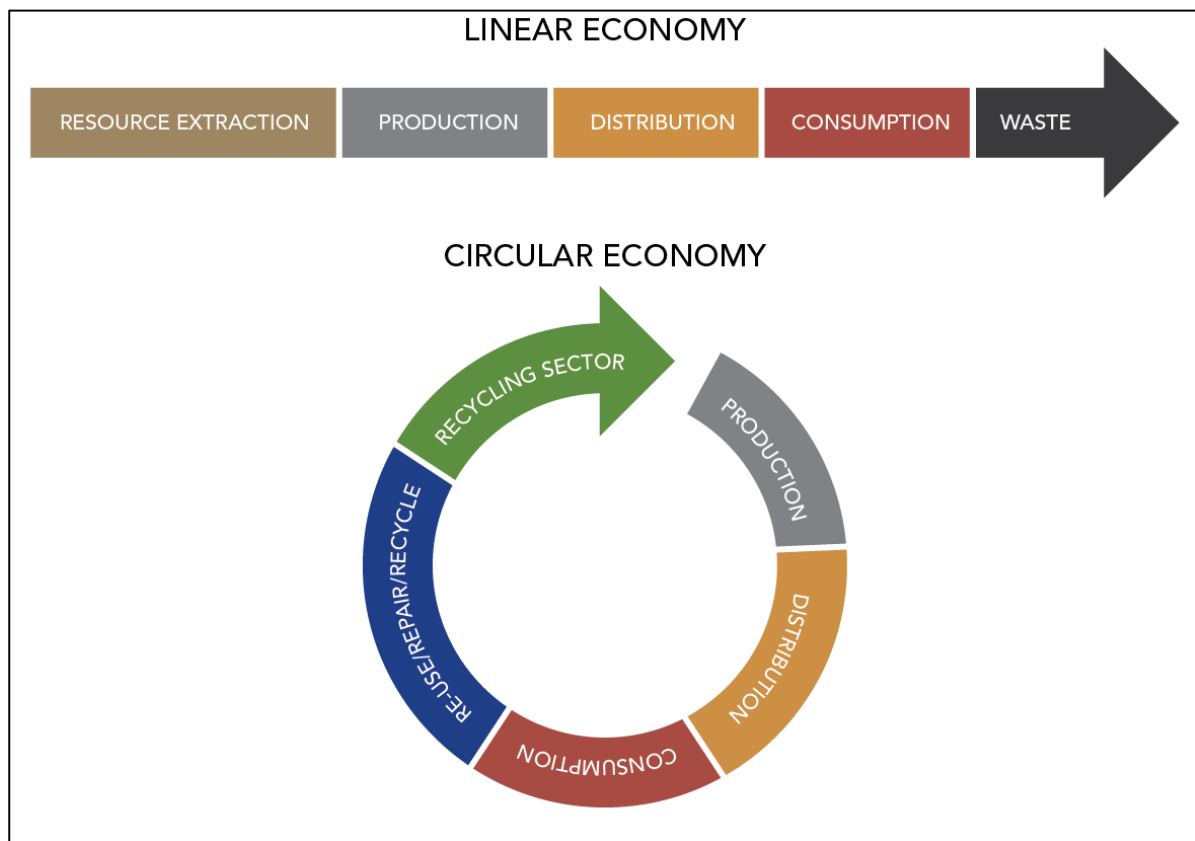 LINEAR ECONOMY
RESOURCE EXTRACTION
PRODUCTION
DISTRIBUTION
CONSUMPTION
WASTE
CIRCULAR ECONOMY
RECYCLING SECTOR
PRODUCTION
DISTRIBUTION
CONSUMPTION
RE-USE/REPAIR/RECYCLE